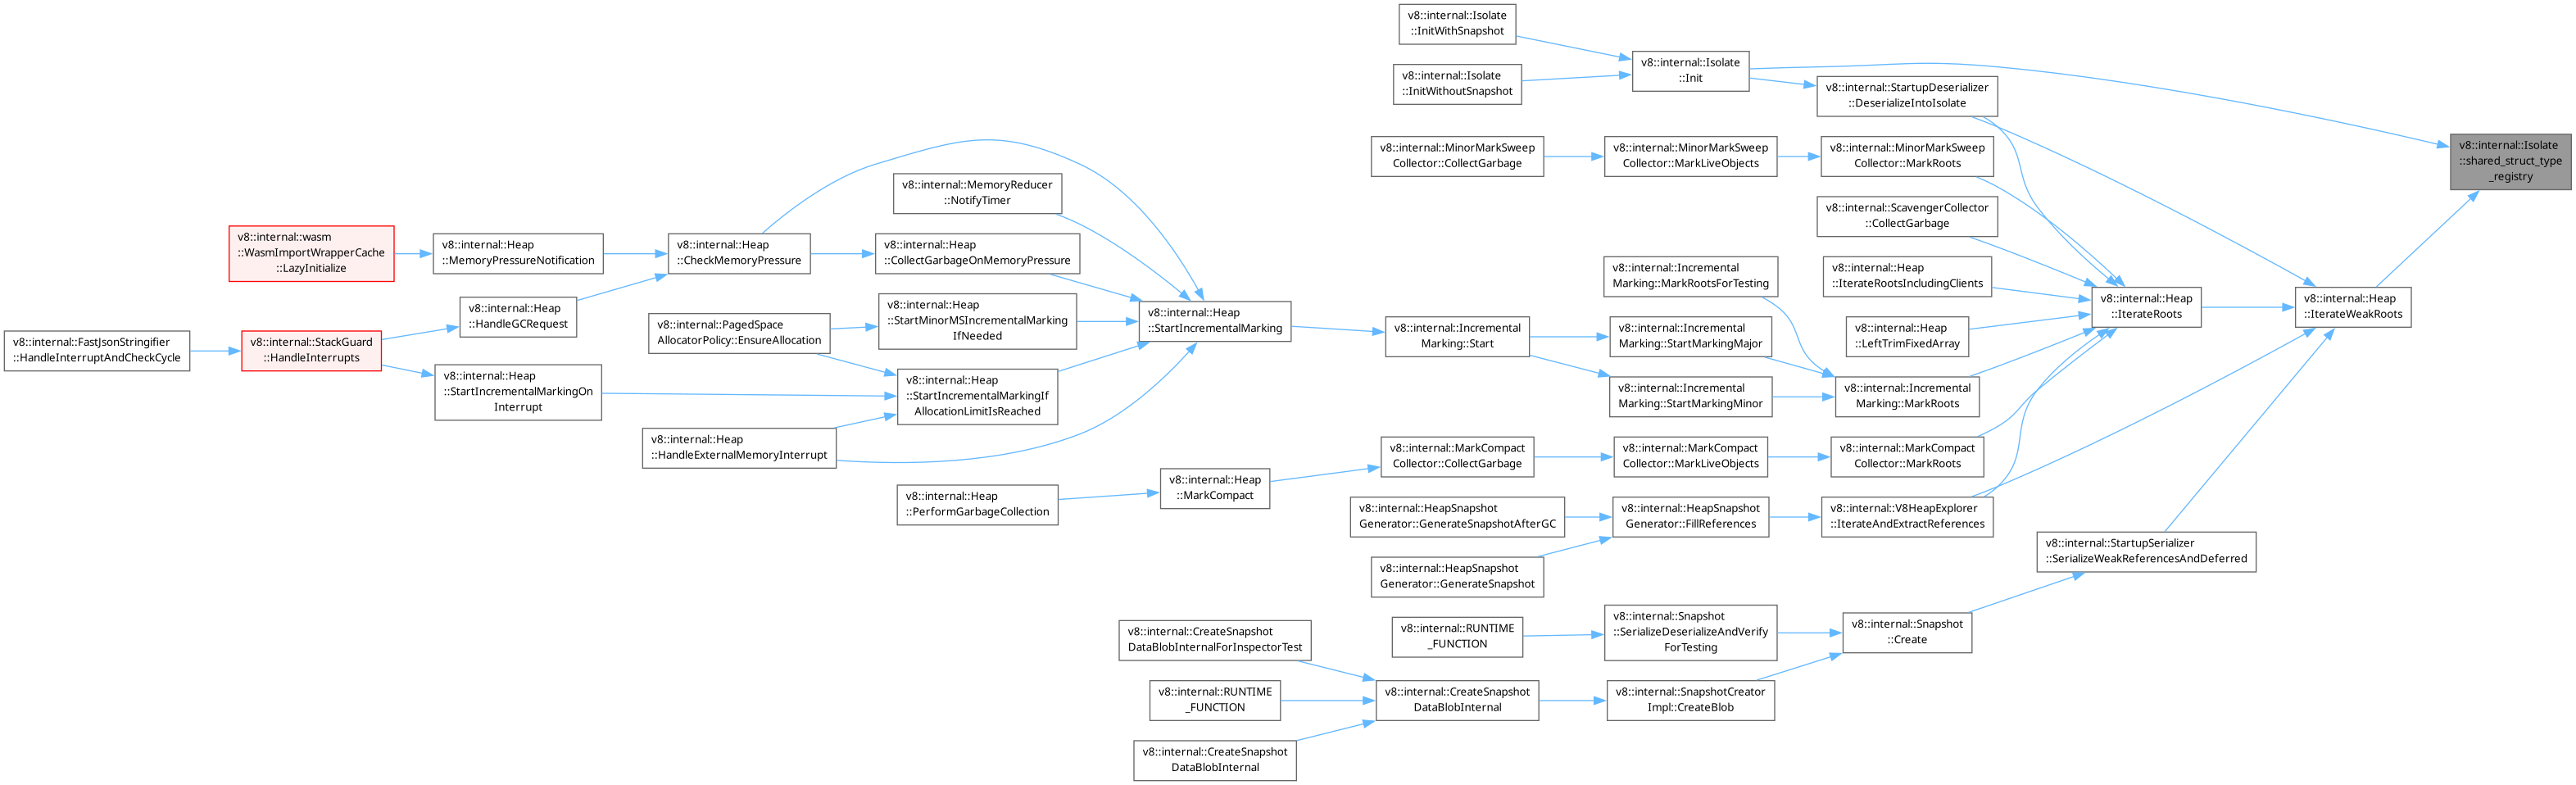 v8::internal::Isolate
::InitWithSnapshot
v8::internal::Isolate
::InitWithoutSnapshot
v8::internal::Isolate
::Init
v8::internal::StartupDeserializer
::DeserializeIntoIsolate
v8::internal::MinorMarkSweep
Collector::CollectGarbage
v8::internal::MinorMarkSweep
Collector::MarkLiveObjects
v8::internal::MinorMarkSweep
Collector::MarkRoots
v8::internal::Isolate
::shared_struct_type
_registry
v8::internal::MemoryReducer
::NotifyTimer
v8::internal::ScavengerCollector
::CollectGarbage
v8::internal::wasm
::WasmImportWrapperCache
::LazyInitialize
v8::internal::Heap
::MemoryPressureNotification
v8::internal::Heap
::CheckMemoryPressure
v8::internal::Heap
::CollectGarbageOnMemoryPressure
v8::internal::Incremental
Marking::MarkRootsForTesting
v8::internal::Heap
::IterateRootsIncludingClients
v8::internal::Heap
::HandleGCRequest
v8::internal::PagedSpace
AllocatorPolicy::EnsureAllocation
v8::internal::Heap
::StartMinorMSIncrementalMarking
IfNeeded
v8::internal::Heap
::StartIncrementalMarking
v8::internal::Incremental
Marking::Start
v8::internal::Incremental
Marking::StartMarkingMajor
v8::internal::Heap
::LeftTrimFixedArray
v8::internal::Heap
::IterateRoots
v8::internal::Heap
::IterateWeakRoots
v8::internal::FastJsonStringifier
::HandleInterruptAndCheckCycle
v8::internal::StackGuard
::HandleInterrupts
v8::internal::Heap
::StartIncrementalMarkingOn
Interrupt
v8::internal::Heap
::StartIncrementalMarkingIf
AllocationLimitIsReached
v8::internal::Incremental
Marking::StartMarkingMinor
v8::internal::Incremental
Marking::MarkRoots
v8::internal::Heap
::HandleExternalMemoryInterrupt
v8::internal::MarkCompact
Collector::CollectGarbage
v8::internal::MarkCompact
Collector::MarkLiveObjects
v8::internal::MarkCompact
Collector::MarkRoots
v8::internal::Heap
::PerformGarbageCollection
v8::internal::Heap
::MarkCompact
v8::internal::HeapSnapshot
Generator::GenerateSnapshotAfterGC
v8::internal::HeapSnapshot
Generator::FillReferences
v8::internal::V8HeapExplorer
::IterateAndExtractReferences
v8::internal::HeapSnapshot
Generator::GenerateSnapshot
v8::internal::StartupSerializer
::SerializeWeakReferencesAndDeferred
v8::internal::CreateSnapshot
DataBlobInternalForInspectorTest
v8::internal::RUNTIME
_FUNCTION
v8::internal::Snapshot
::SerializeDeserializeAndVerify
ForTesting
v8::internal::Snapshot
::Create
v8::internal::RUNTIME
_FUNCTION
v8::internal::CreateSnapshot
DataBlobInternal
v8::internal::SnapshotCreator
Impl::CreateBlob
v8::internal::CreateSnapshot
DataBlobInternal